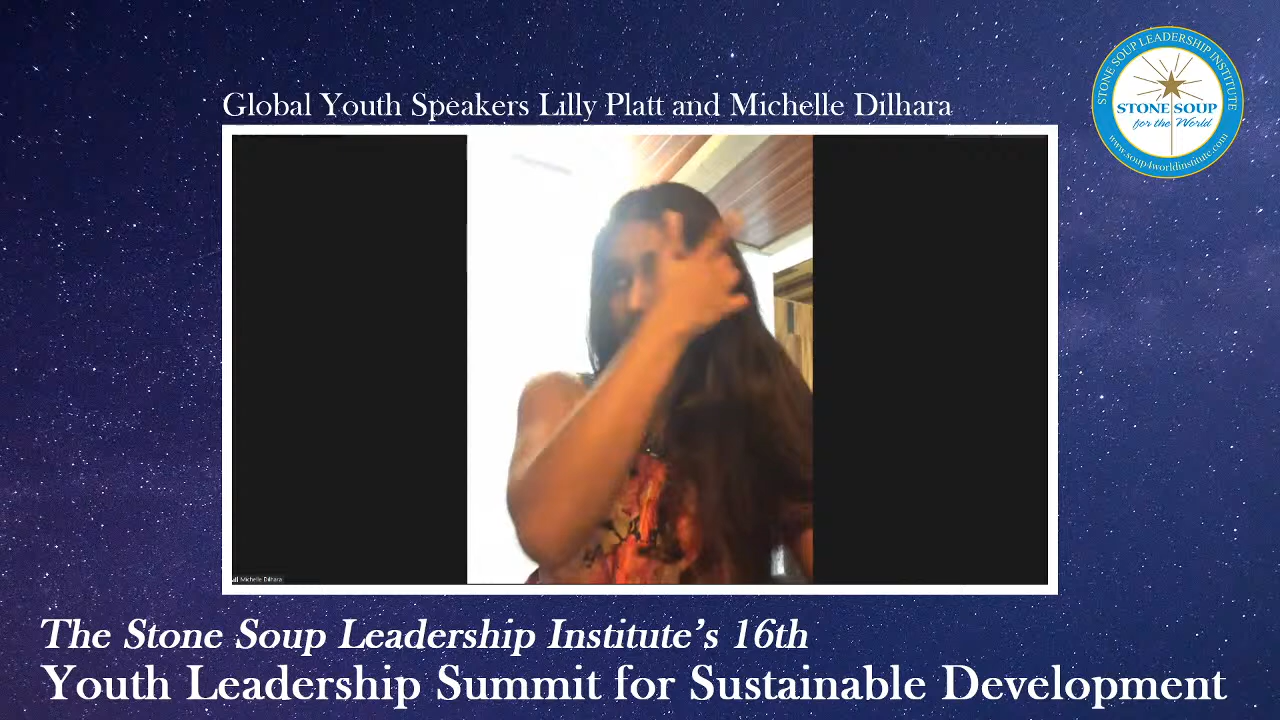 Global Youth Speakers Lilly Platt and Michelle Dilhara
STONE SOUP LEADERSHIP INSTITUTE
STONE SOUP
for the World
www.soup4worldinstitute.com
Michelle Dilhara
The Stone Soup Leadership Institute's 16th
Youth Leadership Summit for Sustainable Development